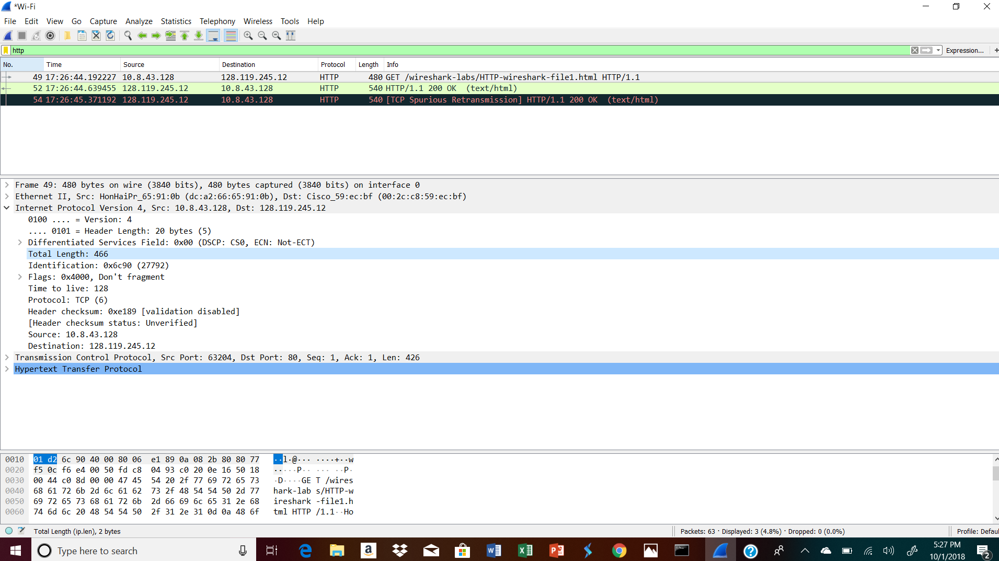 *Wi-Fi
File Edit View Go Capture Analyze Statistics Telephony Wireless Tools Help
http Expression... +
No. Time Source Destination Protocol Length Info
49 17:26:44.192227 10.8.43.128 128.119.245.12 HTTP 480 GET /wireshark-labs/HTTP-wireshark-file1.html HTTP/1.1
52 17:26:44.639455 128.119.245.12 10.8.43.128 HTTP 540 HTTP/1.1 200 OK (text/html)
54 17:26:45.371192 128.119.245.12 10.8.43.128 HTTP 540 [TCP Spurious Retransmission] HTTP/1.1 200 OK (text/html)
Frame 49: 480 bytes on wire (3840 bits), 480 bytes captured (3840 bits) on interface 0
Ethernet II, Src: HonHaiPr_65:91:0b (dc:a2:66:65:91:0b), Dst: Cisco_59:ec:bf (00:2c:c8:59:ec:bf)
Internet Protocol Version 4, Src: 10.8.43.128, Dst: 128.119.245.12
0100 .... = Version: 4
.... 0101 = Header Length: 20 bytes (5)
Differentiated Services Field: 0x00 (DSCP: CS0, ECN: Not-ECT)
Total Length: 466
Identification: 0x6c90 (27792)
Flags: 0x4000, Don't fragment
Time to live: 128
Protocol: TCP (6)
Header checksum: 0xe189 [validation disabled]
[Header checksum status: Unverified]
Source: 10.8.43.128
Destination: 128.119.245.12
Transmission Control Protocol, Src Port: 63204, Dst Port: 80, Seq: 1, Ack: 1, Len: 426
Hypertext Transfer Protocol
0010 01 d2 6c 90 40 00 80 06 e1 89 0a 08 2b 80 80 77 ··l·@··· ····+··w
0020 f5 0c f6 e4 00 50 fd c8 04 93 c0 20 0e 16 50 18 ·····P·· ··· ··P·
0030 00 44 c0 8d 00 00 47 45 54 20 2f 77 69 72 65 73 ·D····GE T /wires
0040 68 61 72 6b 2d 6c 61 62 73 2f 48 54 54 50 2d 77 hark-lab s/HTTP-w
0050 69 72 65 73 68 61 72 6b 2d 66 69 6c 65 31 2e 68 ireshark -file1.h
0060 74 6d 6c 20 48 54 54 50 2f 31 2e 31 0d 0a 48 6f tml HTTP /1.1··Ho
Total Length (ip.len), 2 bytes Packets: 63 · Displayed: 3 (4.8%) · Dropped: 0 (0.0%) Profile: Defau
Type here to search 5:27 PM
10/1/2018 2